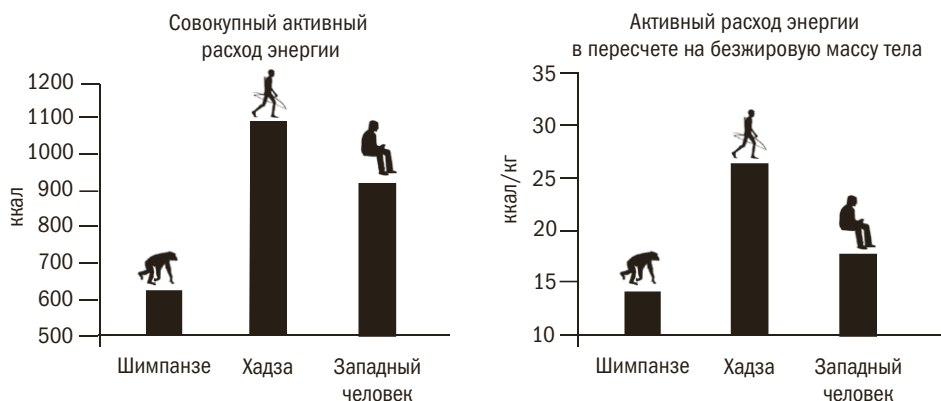 Совокупный активный
расход энергии
1200
1100
1000
900
800
700
600
500
ккал
Шимпанзе
Хадза
Западный
человек
Активный расход энергии
в пересчете на безжировую массу тела
35
30
25
20
15
10
ккал/кг
Шимпанзе
Хадза
Западный
человек